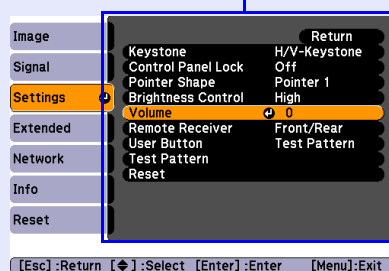 Image
Signal
Settings
Extended
Network
Info
Reset
Return
Keystone H/V-Keystone
Control Panel Lock Off
Pointer Shape Pointer 1
Brightness Control High
Volume 0
Remote Receiver Front/Rear
User Button Test Pattern
Test Pattern
Reset
[Esc] :Return [◆] :Select [Enter] :Enter [Menu]:Exit